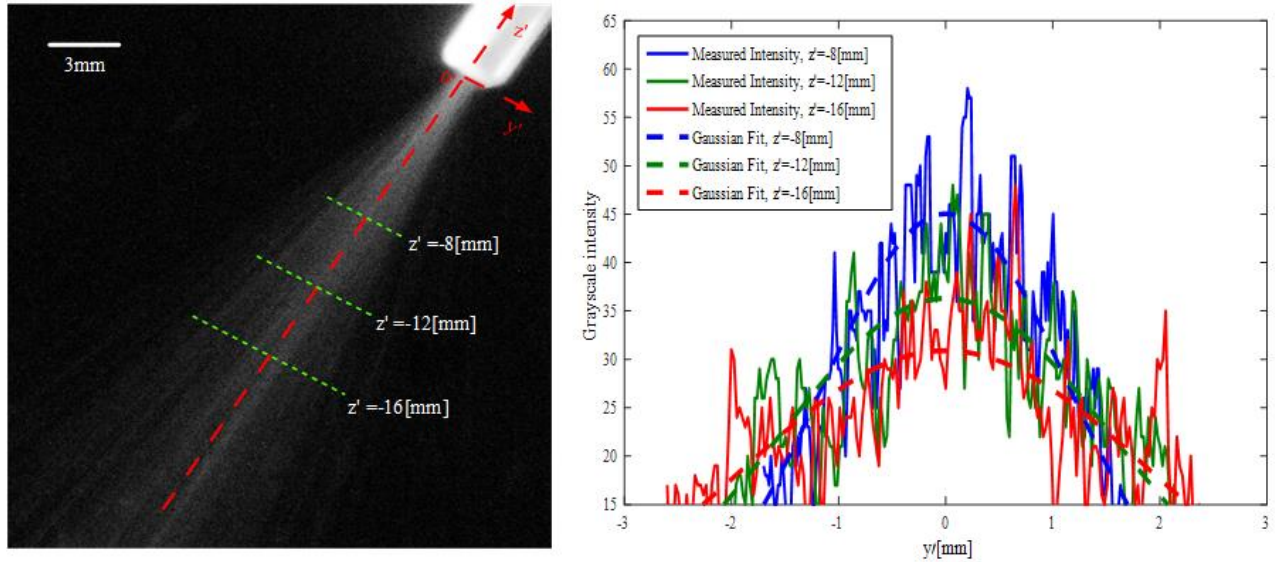 z'
3mm
y'
z' =-8[mm]
z' =-12[mm]
z' =-16[mm]
65
60
55
50
45
40
35
30
25
20
15
Grayscale intensity
Measured Intensity, z'=-8[mm]
Measured Intensity, z'=-12[mm]
Measured Intensity, z'=-16[mm]
Gaussian Fit, z'=-8[mm]
Gaussian Fit, z'=-12[mm]
Gaussian Fit, z'=-16[mm]
-3 -2 -1 0 1 2 3
y/[mm]